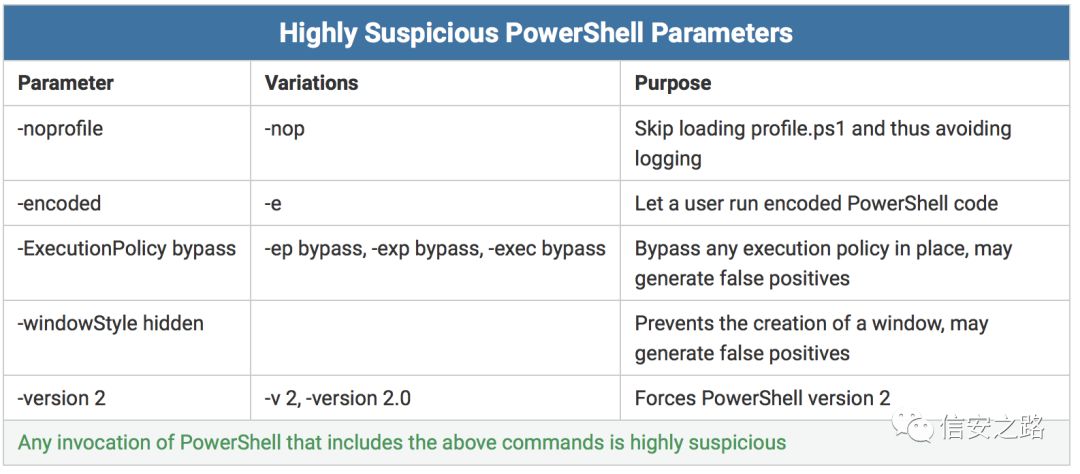 Highly Suspicious PowerShell Parameters
Parameter Variations Purpose
-noprofile -nop Skip loading profile.ps1 and thus avoiding
logging
-encoded -e Let a user run encoded PowerShell code
-ExecutionPolicy bypass -ep bypass, -exp bypass, -exec bypass Bypass any execution policy in place, may
generate false positives
-windowStyle hidden Prevents the creation of a window, may
generate false positives
-version 2 -v 2, -version 2.0 Forces PowerShell version 2
Any invocation of PowerShell that includes the above commands is highly suspicious
信安之路